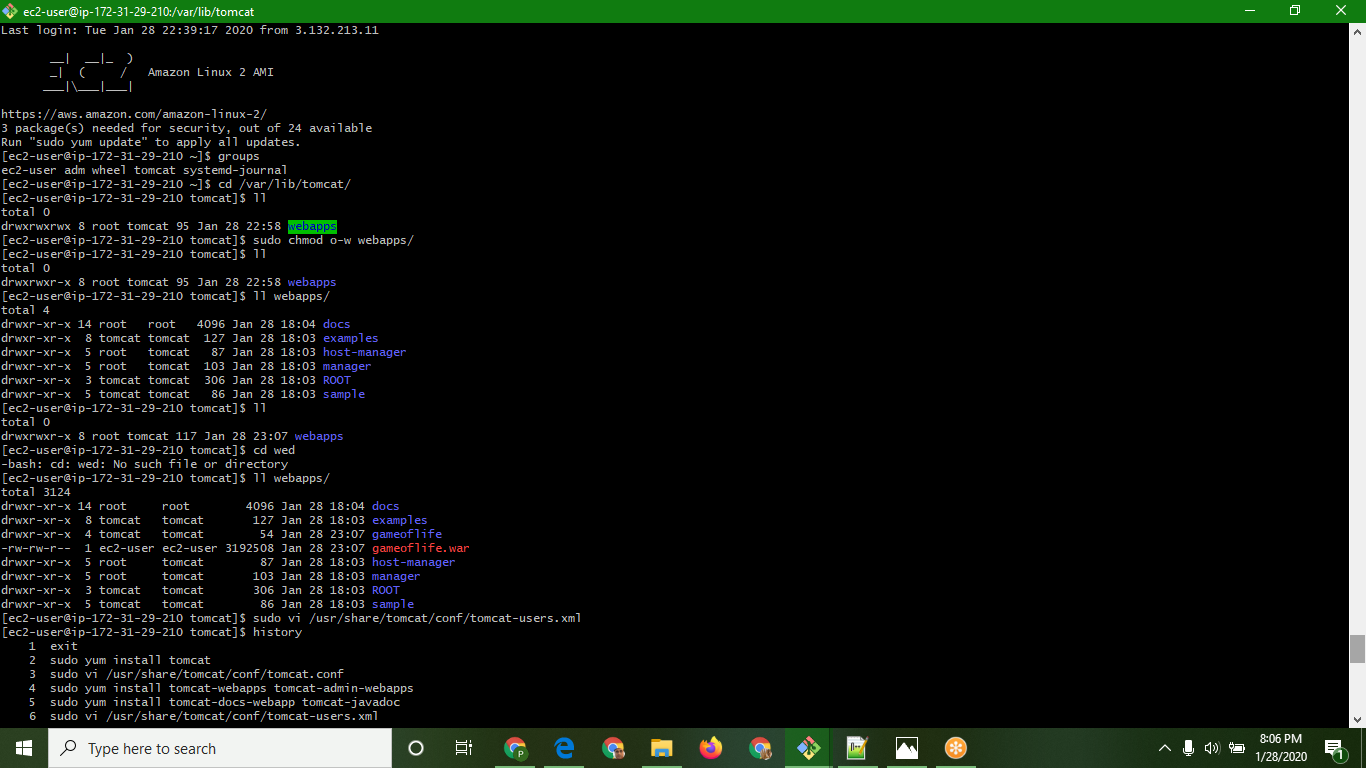 ec2-user@ip-172-31-29-210:/var/lib/tomcat
Last login: Tue Jan 28 22:39:17 2020 from 3.132.213.11
       __|  __|_  )
       _|  (     /   Amazon Linux 2 AMI
      ___|\___|___|
https://aws.amazon.com/amazon-linux-2/
3 package(s) needed for security, out of 24 available
Run "sudo yum update" to apply all updates.
[ec2-user@ip-172-31-29-210 ~]$ groups
ec2-user adm wheel tomcat systemd-journal
[ec2-user@ip-172-31-29-210 ~]$ cd /var/lib/tomcat/
[ec2-user@ip-172-31-29-210 tomcat]$ ll
total 0
drwxrwxrwx 8 root tomcat 95 Jan 28 22:58 webapps
[ec2-user@ip-172-31-29-210 tomcat]$ sudo chmod o-w webapps/
[ec2-user@ip-172-31-29-210 tomcat]$ ll
total 0
drwxrwxr-x 8 root tomcat 95 Jan 28 22:58 webapps
[ec2-user@ip-172-31-29-210 tomcat]$ ll webapps/
total 4
drwxr-xr-x 14 root   root   4096 Jan 28 18:04 docs
drwxr-xr-x  8 tomcat tomcat  127 Jan 28 18:03 examples
drwxr-xr-x  5 root   tomcat   87 Jan 28 18:03 host-manager
drwxr-xr-x  5 root   tomcat  103 Jan 28 18:03 manager
drwxr-xr-x  3 tomcat tomcat  306 Jan 28 18:03 ROOT
drwxr-xr-x  5 tomcat tomcat   86 Jan 28 18:03 sample
[ec2-user@ip-172-31-29-210 tomcat]$ ll
total 0
drwxrwxr-x 8 root tomcat 117 Jan 28 23:07 webapps
[ec2-user@ip-172-31-29-210 tomcat]$ cd wed
-bash: cd: wed: No such file or directory
[ec2-user@ip-172-31-29-210 tomcat]$ ll webapps/
total 3124
drwxr-xr-x 14 root     root        4096 Jan 28 18:04 docs
drwxr-xr-x  8 tomcat   tomcat       127 Jan 28 18:03 examples
drwxr-xr-x  4 tomcat   tomcat        54 Jan 28 23:07 gameoflife
-rw-rw-r--  1 ec2-user ec2-user 3192508 Jan 28 23:07 gameoflife.war
drwxr-xr-x  5 root     tomcat        87 Jan 28 18:03 host-manager
drwxr-xr-x  5 root     tomcat       103 Jan 28 18:03 manager
drwxr-xr-x  3 tomcat   tomcat       306 Jan 28 18:03 ROOT
drwxr-xr-x  5 tomcat   tomcat        86 Jan 28 18:03 sample
[ec2-user@ip-172-31-29-210 tomcat]$ sudo vi /usr/share/tomcat/conf/tomcat-users.xml
[ec2-user@ip-172-31-29-210 tomcat]$ history
    1  exit
    2  sudo yum install tomcat
    3  sudo vi /usr/share/tomcat/conf/tomcat.conf
    4  sudo yum install tomcat-webapps tomcat-admin-webapps
    5  sudo yum install tomcat-docs-webapp tomcat-javadoc
    6  sudo vi /usr/share/tomcat/conf/tomcat-users.xml
Type here to search
P
8:06 PM
1/28/2020
1